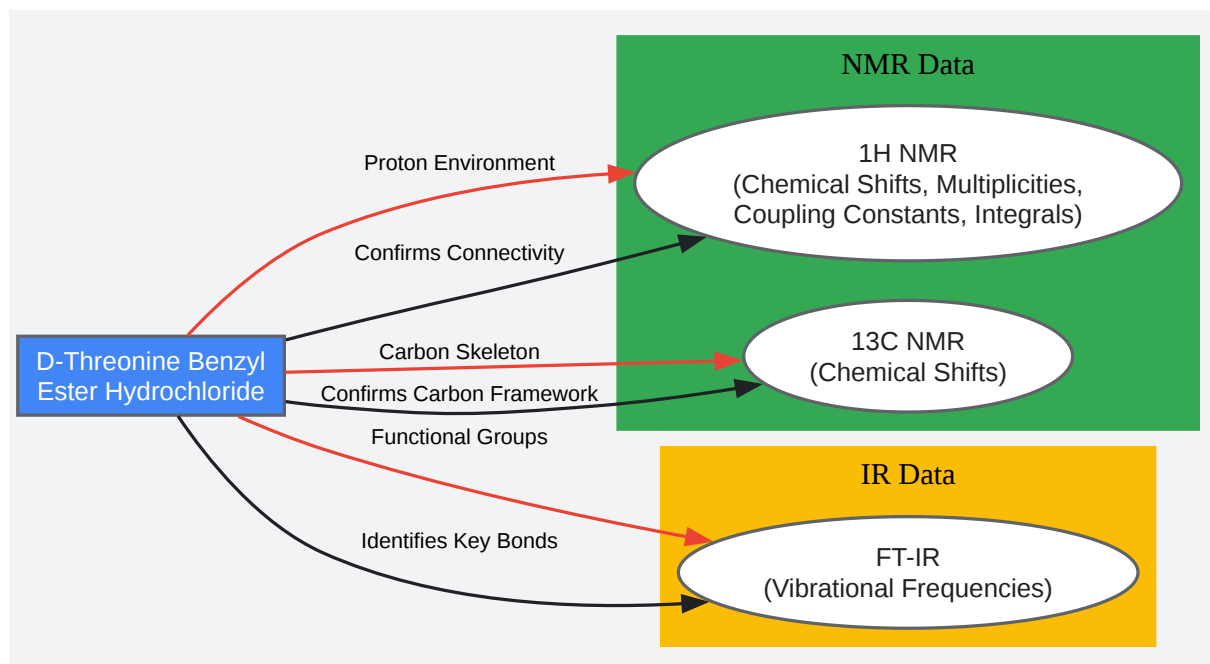 NMR Data
1H NMR
(Chemical Shifts, Multiplicities,
Coupling Constants, Integrals)
Proton Environment
Confirms Connectivity
D-Threonine Benzyl
Ester Hydrochloride
Carbon Skeleton
13C NMR
(Chemical Shifts)
Confirms Carbon Framework
Functional Groups
IR Data
Identifies Key Bonds
FT-IR
(Vibrational Frequencies)